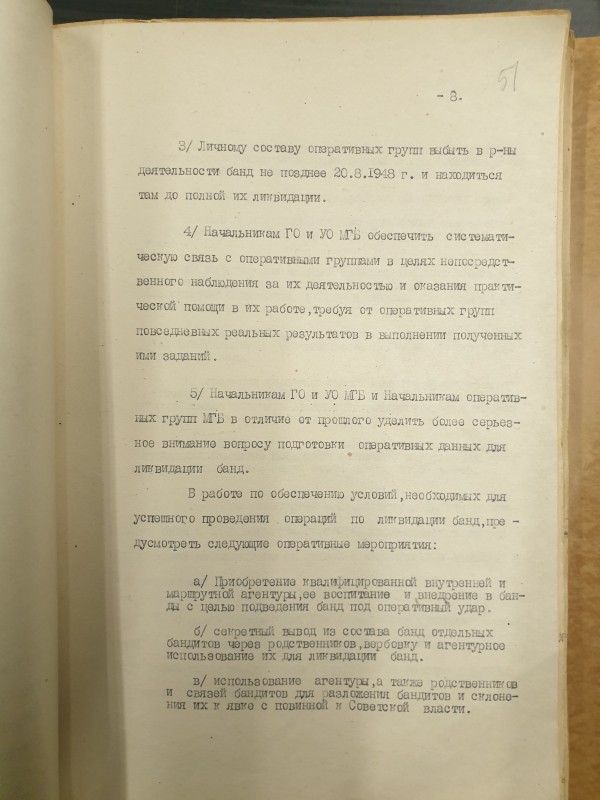 51
- 8.
3/ Личному составу оперативных групп выбыть в р-ны
деятельности банд не позднее 20.8.1948 г. и находиться
там до полной их ликвидации.
4/ Начальникам ГО и УО МГБ обеспечить систематическую
ческую связь с оперативными группами в целях непосредст-
венного наблюдения за их деятельностью и оказания практи-
ческой помощи в их работе,требуя от оперативных групп
повседневных реальных результатов в выполнении полученных
ими заданий.
5/ Начальникам ГО и УО МГБ и Начальникам оператив-
ных групп МГБ в отличие от прошлого уделить более серьез-
ное внимание вопросу подготовки оперативных данных для
ликвидации банд.
В работе по обеспечению условий,необходимых для
успешного проведения операций по ликвидации банд,пре -
дусмотреть следующие оперативные мероприятия:
а/ Приобретение квалифицированной внутренней и
маршрутной агентуры,ее воспитание и внедрение в бан-
ды с целью подведения банд под оперативный удар.
б/ секретный вывод из состава банд отдельных
бандитов через родственников,вербовку и агентурное
использование их для ликвидации банд.
в/ использование агентуры,а также родственников
и связей бандитов для разложения бандитов и склоне-
ния их к явке с повинной к Советской власти.